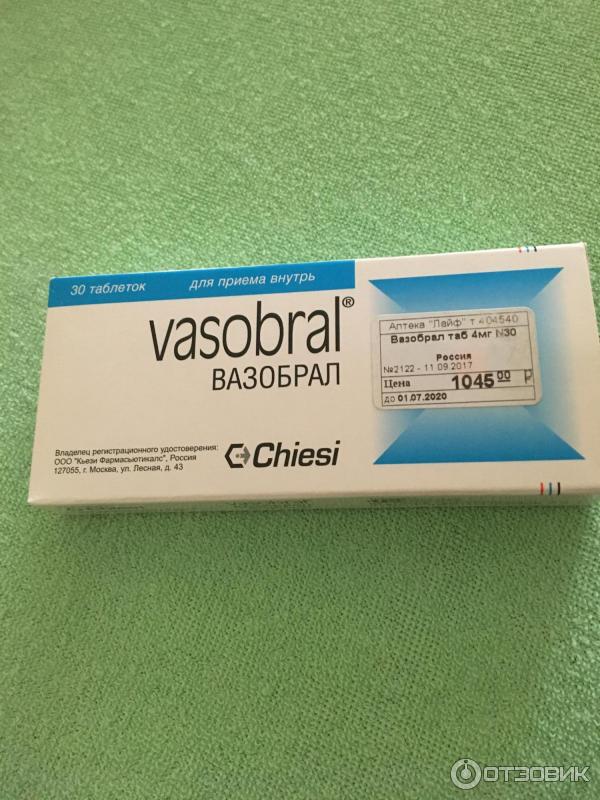 30 таблеток для приема внутрь
vasobral®
ВАЗОБРАЛ
Владелец регистрационного удостоверения:
ООО "Кьези Фармасьютикалс", Россия
127055, г. Москва, ул. Лесная, д. 43
Chiesi
Аптека "Лайф" т 404540
Вазобрал таб 4мг N30
Россия
№2122 - 11.09.2017
Цена 1045 00 ₽
до 01.07.2020
ОТЗОВИК